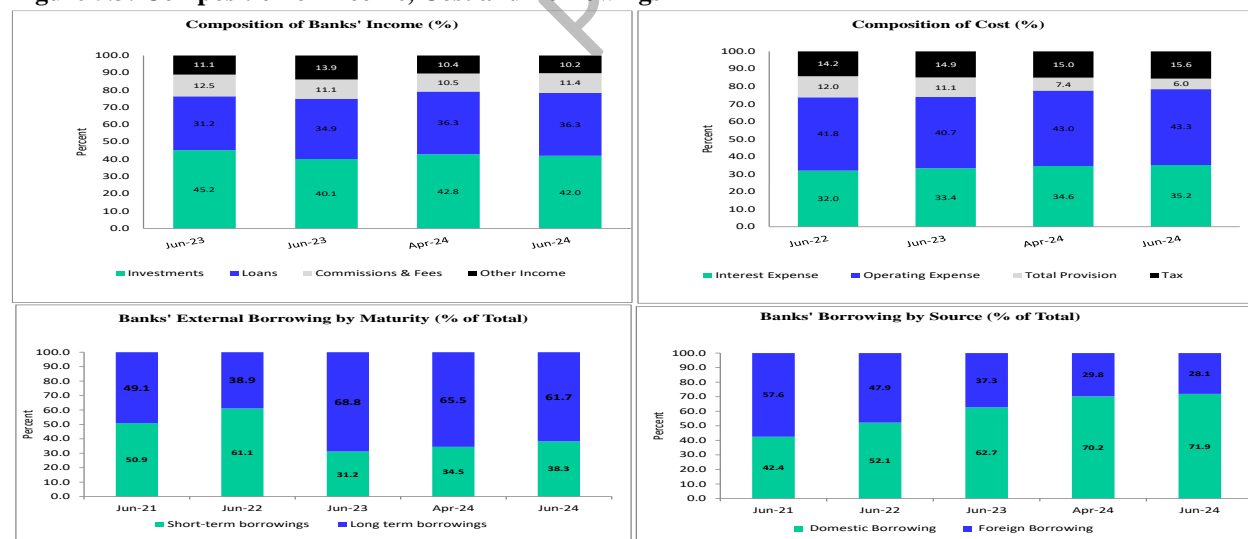 Composition of Banks' Income (%)
100.0
90.0
80.0
70.0
60.0
50.0
40.0
30.0
20.0
10.0
0.0
Percent
11.1 13.9 10.4 10.2
12.5 11.1 10.5 11.4
31.2 34.9 36.3 36.3
45.2 40.1 42.8 42.0
Jun-23 Jun-23 Apr-24 Jun-24
Investments Loans Commissions & Fees Other Income
Composition of Cost (%)
100.0
90.0
80.0
70.0
60.0
50.0
40.0
30.0
20.0
10.0
0.0
Percent
14.2 14.9 15.0 15.6
12.0 11.1 7.4 6.0
41.8 40.7 43.0 43.3
32.0 33.4 34.6 35.2
Jun-22 Jun-23 Apr-24 Jun-24
Interest Expense Operating Expense Total Provision Tax
Banks' External Borrowing by Maturity (% of Total)
100.0
90.0
80.0
70.0
60.0
50.0
40.0
30.0
20.0
10.0
0.0
Percent
49.1 38.9 68.8 65.5 61.7
50.9 61.1 31.2 34.5 38.3
Jun-21 Jun-22 Jun-23 Apr-24 Jun-24
Short-term borrowings Long term borrowings
Banks' Borrowing by Source (% of Total)
100.0
90.0
80.0
70.0
60.0
50.0
40.0
30.0
20.0
10.0
0.0
Percent
57.6 47.9 37.3 29.8 28.1
42.4 52.1 62.7 70.2 71.9
Jun-21 Jun-22 Jun-23 Apr-24 Jun-24
Domestic Borrowing Foreign Borrowing